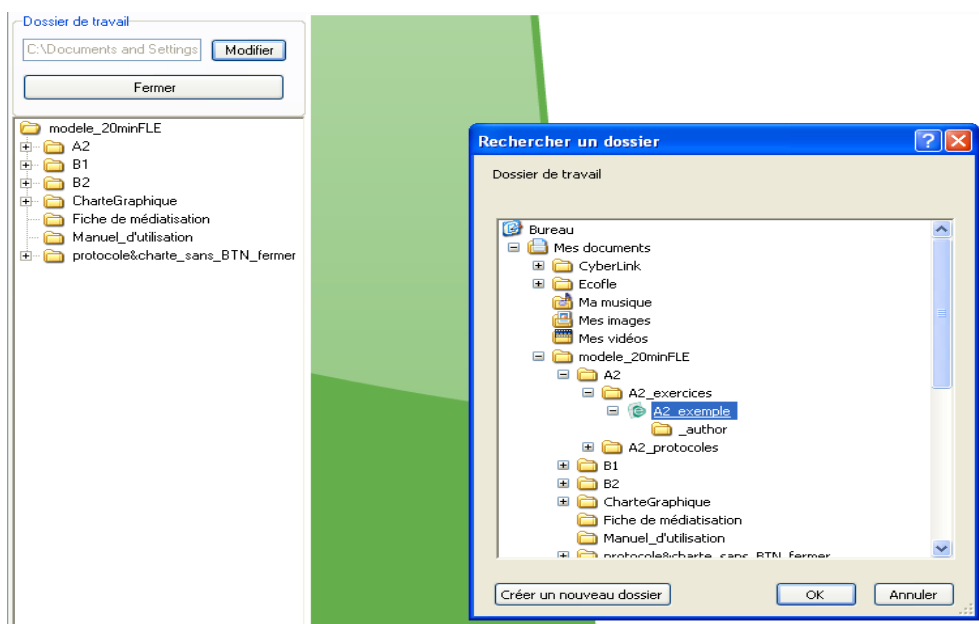 Dossier de travail
C:\Documents and Settings
Modifier
Fermer
modele_20minFLE
A2
B1
B2
CharteGraphique
Fiche de médiatisation
Manuel_d'utilisation
protocole&charte_sans_BTN_fermer
Rechercher un dossier
Dossier de travail
Bureau
Mes documents
CyberLink
Ecofle
Ma musique
Mes images
Mes vidéos
modele_20minFLE
A2
A2_exercices
A2_exemple
_author
A2_protocoles
B1
B2
CharteGraphique
Fiche de médiatisation
Manuel_d'utilisation
protocole&charte_sans_BTN_fermer
Créer un nouveau dossier
OK
Annuler